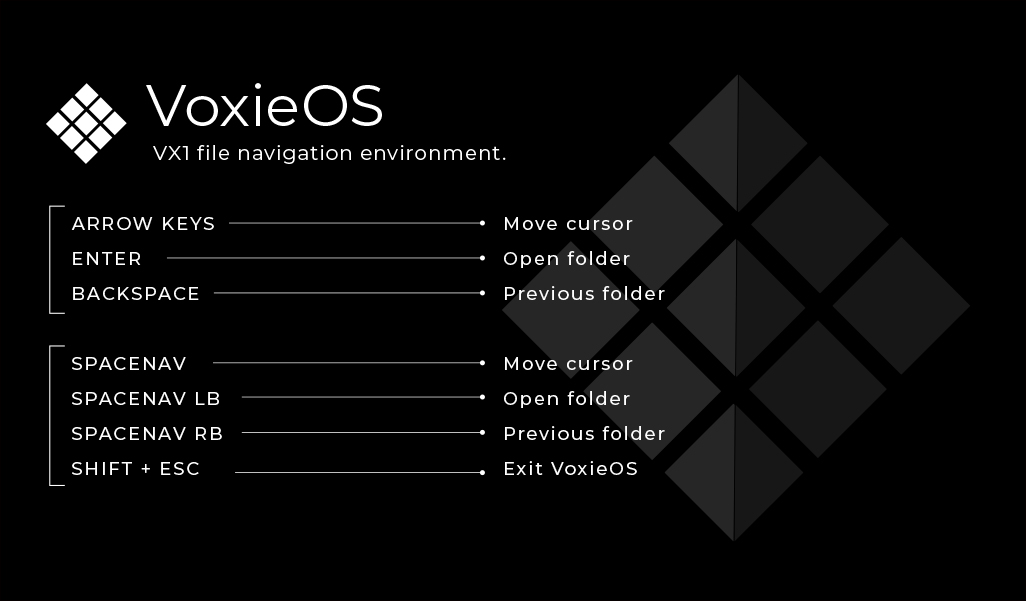 VoxieOS
VX1 file navigation environment.
ARROW KEYS Move cursor
ENTER Open folder
BACKSPACE Previous folder
SPACENAV Move cursor
SPACENAV LB Open folder
SPACENAV RB Previous folder
SHIFT + ESC Exit VoxieOS